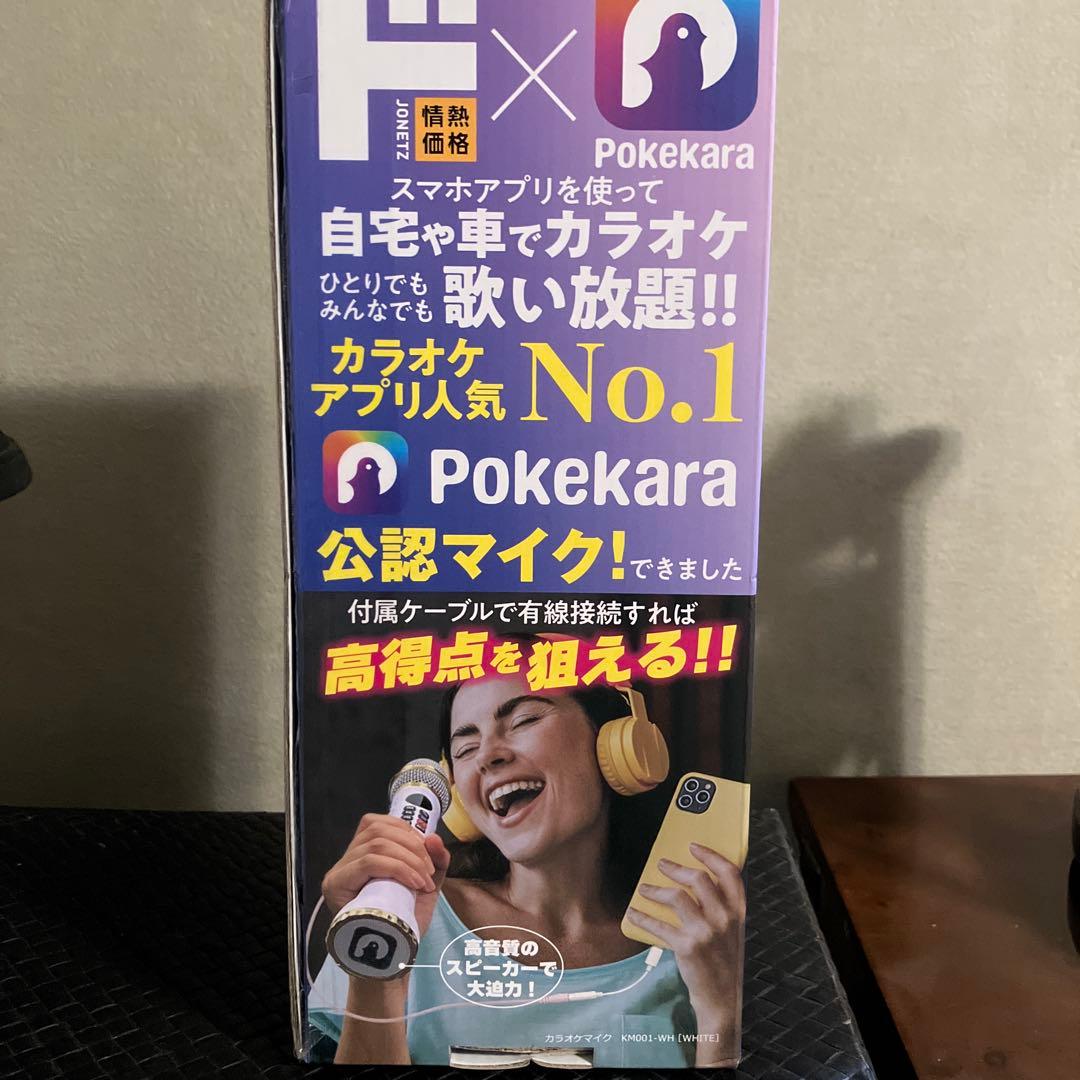 ド
JONETZ
情熱
価格
×
Pokekara
スマホアプリを使って
自宅や車でカラオケ
ひとりでも
みんなでも
歌い放題!!
カラオケ
アプリ人気
No.1
Pokekara
公認マイク!できました
付属ケーブルで有線接続すれば
高得点を狙える!!
高音質の
スピーカーで
大迫力!
カラオケマイク KM001-WH [WHITE]